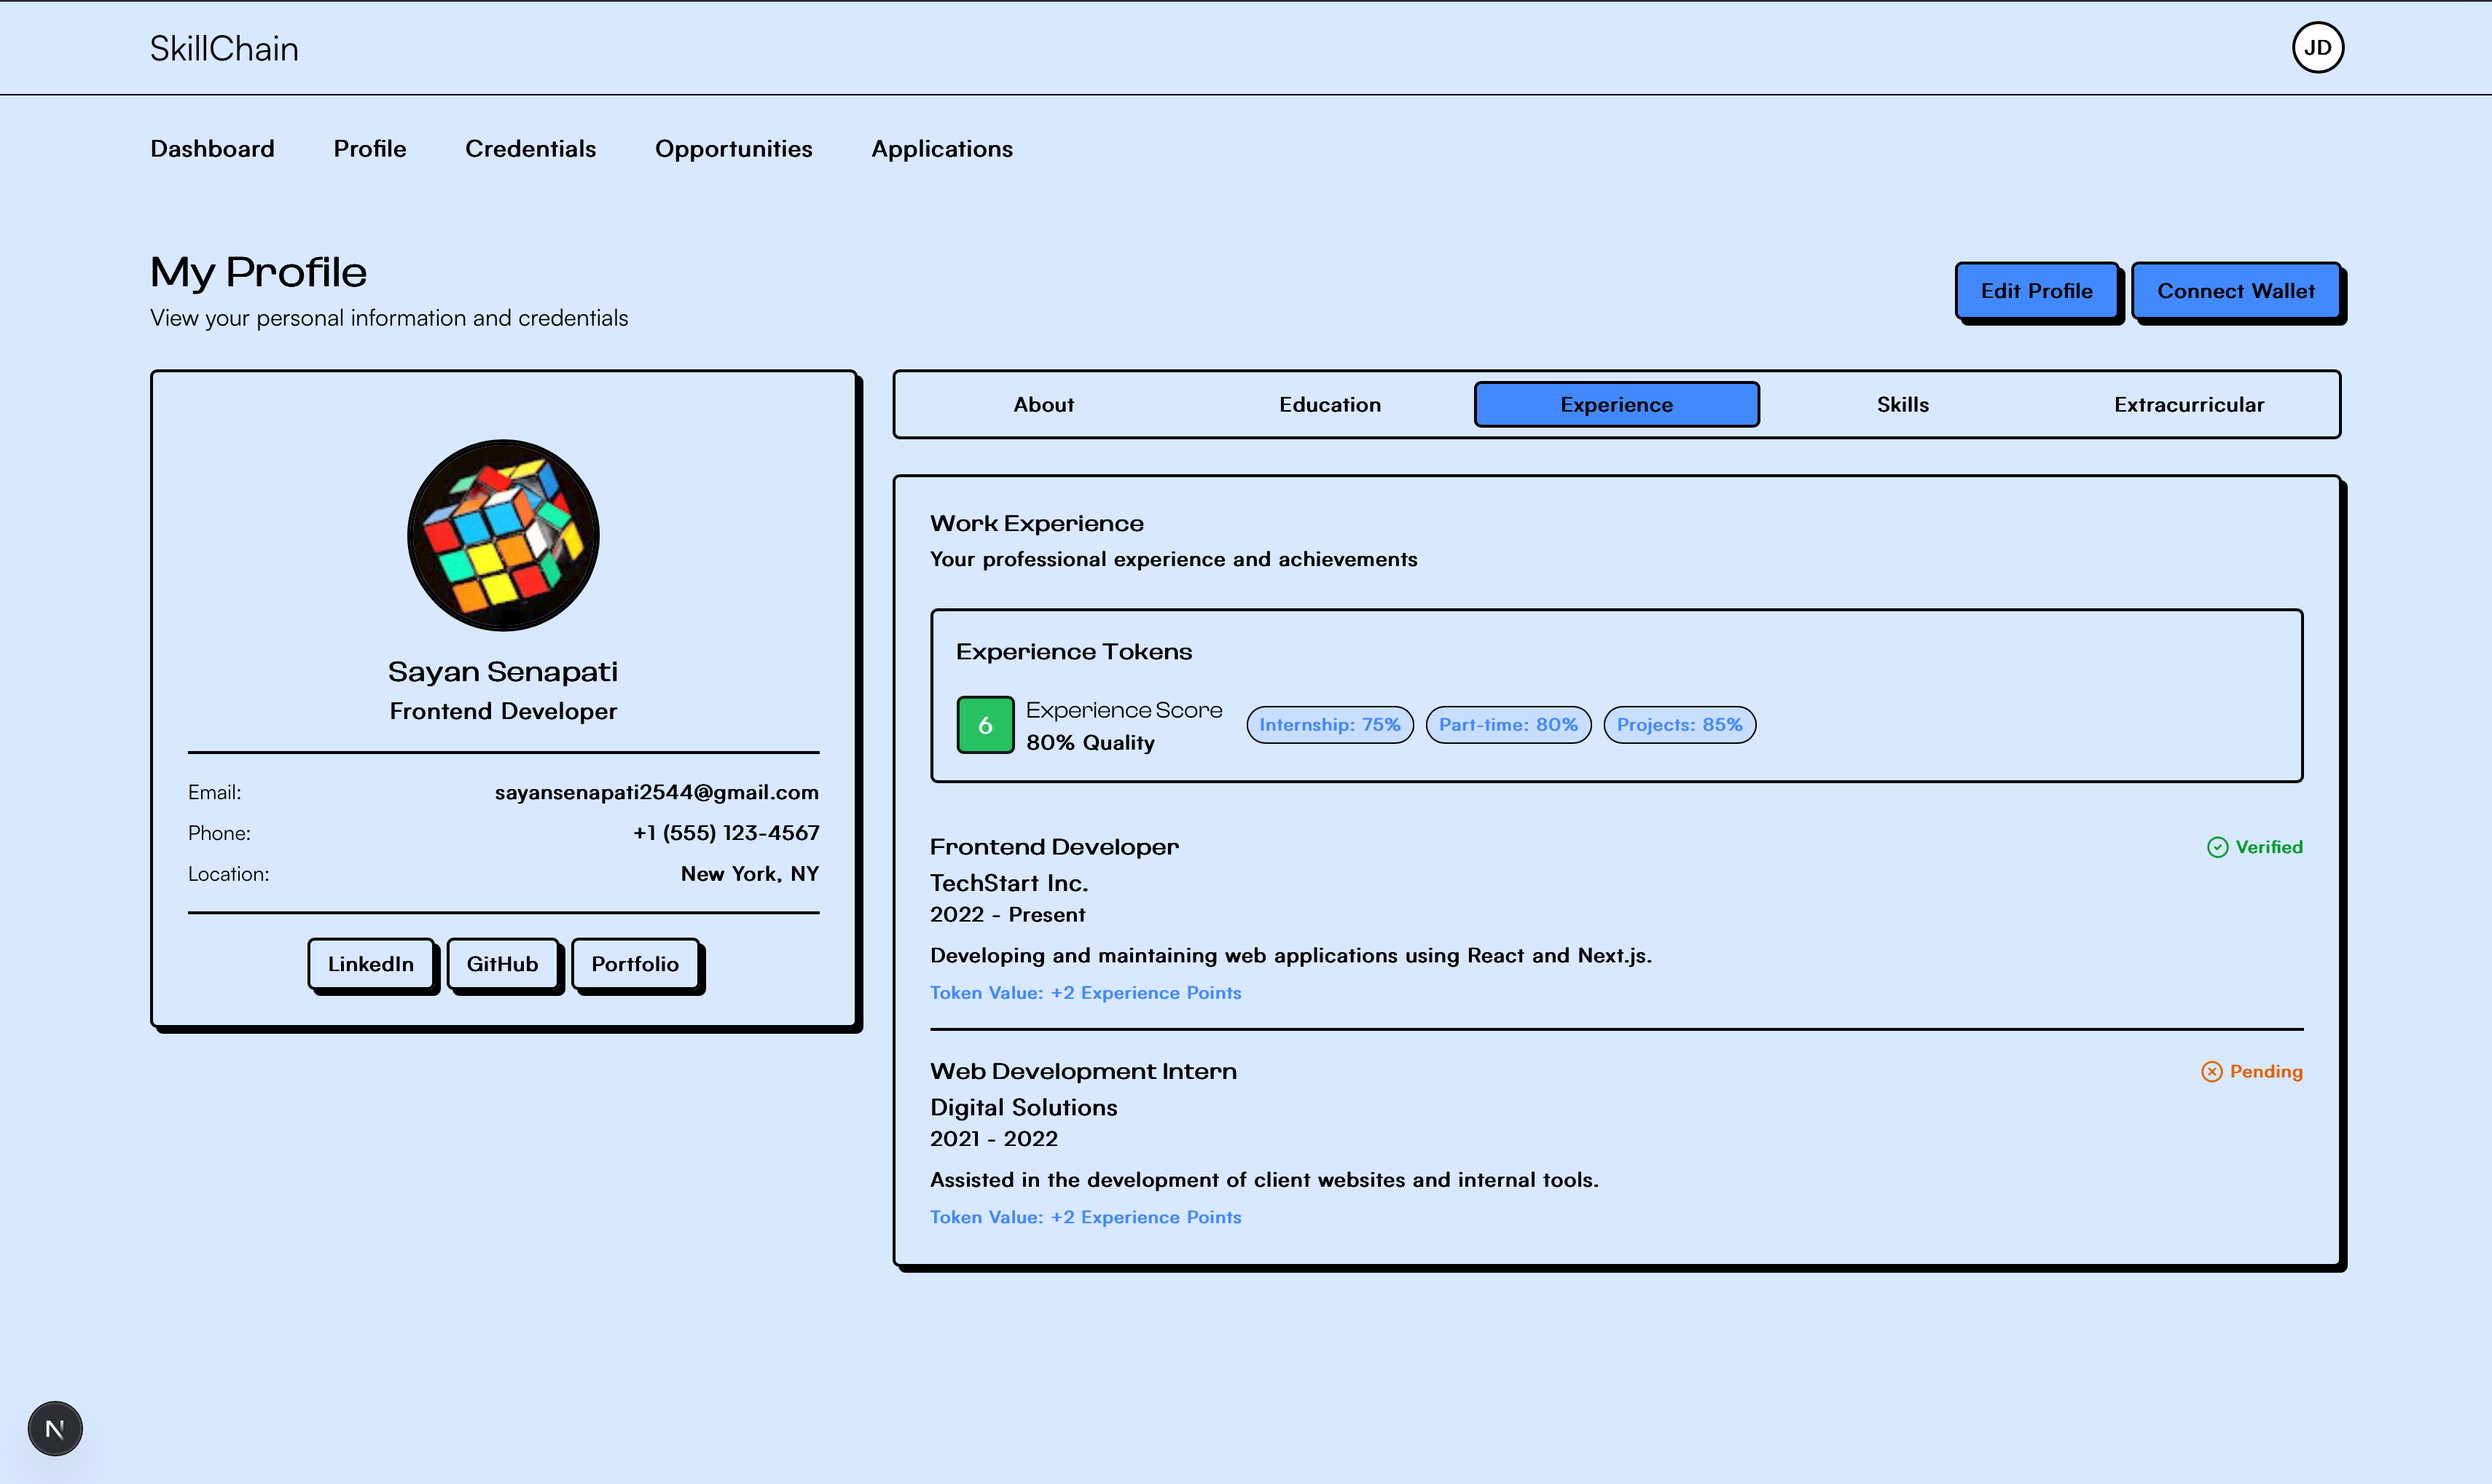 SkillChain
JD
Dashboard Profile Credentials Opportunities Applications
My Profile
View your personal information and credentials
Edit Profile Connect Wallet
Sayan Senapati
Frontend Developer
Email: sayansenapati2544@gmail.com
Phone: +1 (555) 123-4567
Location: New York, NY
LinkedIn GitHub Portfolio
About Education Experience Skills Extracurricular
Work Experience
Your professional experience and achievements
Experience Tokens
6
Experience Score
80% Quality
Internship: 75% Part-time: 80% Projects: 85%
Frontend Developer
Verified
TechStart Inc.
2022 - Present
Developing and maintaining web applications using React and Next.js.
Token Value: +2 Experience Points
Web Development Intern
Pending
Digital Solutions
2021 - 2022
Assisted in the development of client websites and internal tools.
Token Value: +2 Experience Points
N